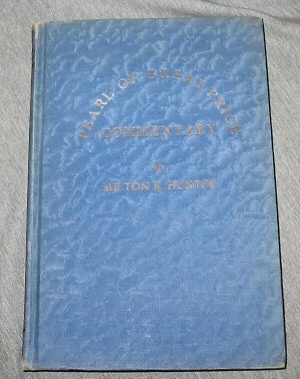 PEARL OF GREAT PRICE
COMMENTARY
by
MILTON R. HUNTER